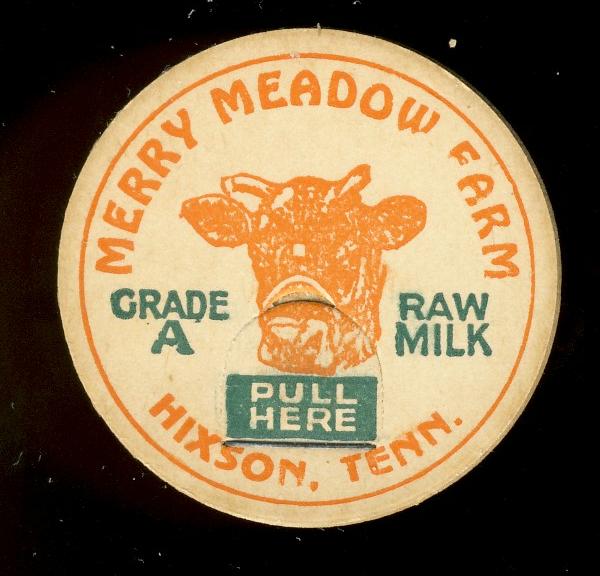 MERRY MEADOW FARM
GRADE
A
RAW
MILK
PULL
HERE
HIXSON, TENN.